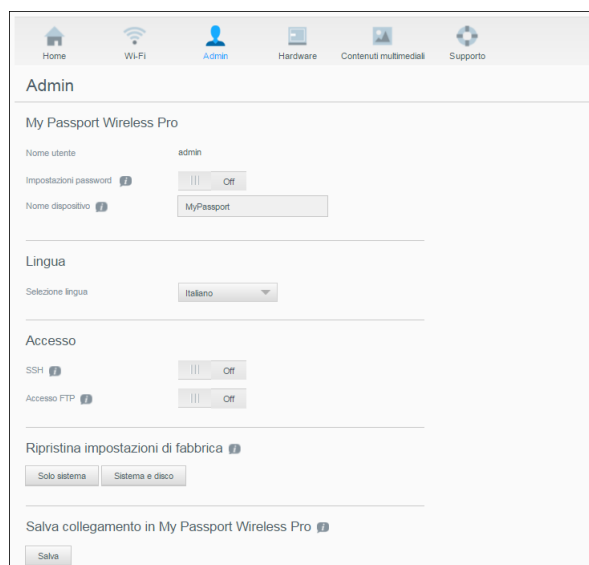 Home Wi-Fi Admin Hardware Contenuti multimediali Supporto
Admin
My Passport Wireless Pro
Nome utente admin
Impostazioni password i Off
Nome dispositivo i MyPassport
Lingua
Selezione lingua Italiano
Accesso
SSH i Off
Accesso FTP i Off
Ripristina impostazioni di fabbrica i
Solo sistema Sistema e disco
Salva collegamento in My Passport Wireless Pro i
Salva